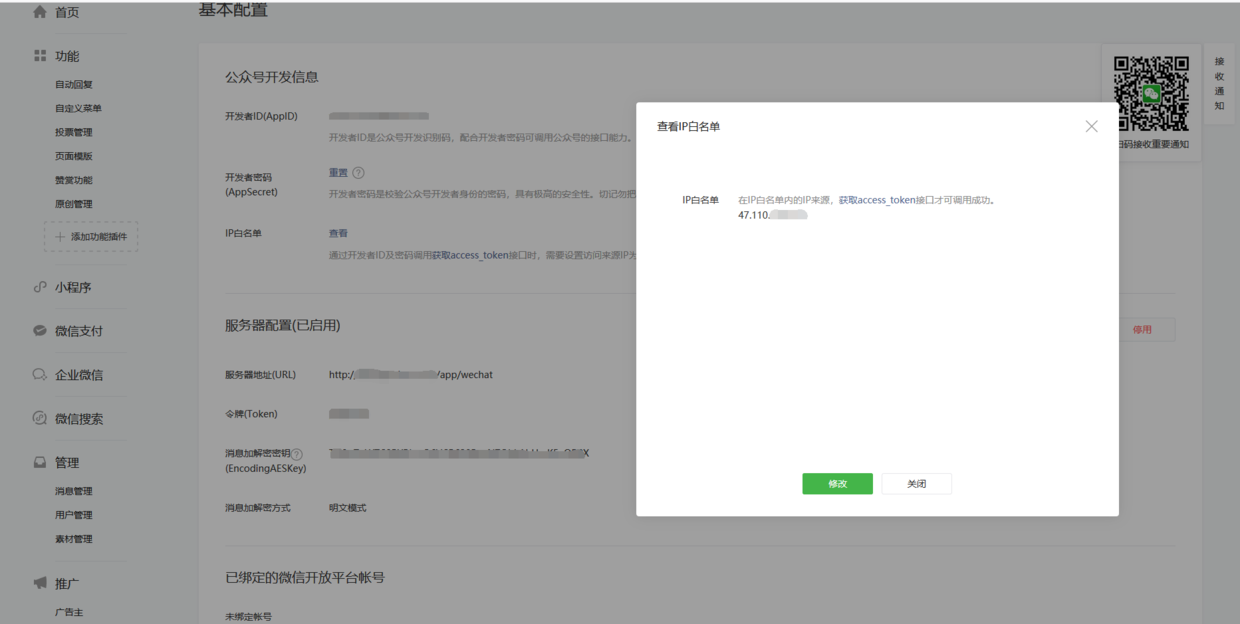 首页
基本配置
功能
自动回复
自定义菜单
投票管理
页面模版
赞赏功能
原创管理
添加功能插件
小程序
微信支付
企业微信
微信搜索
管理
消息管理
用户管理
素材管理
推广
广告主
公众号开发信息
开发者ID(AppID)
开发者ID是公众号开发识别码，配合开发者密码可调用公众号的接口能力。
开发者密码
(AppSecret)
重置 ?
开发者密码是校验公众号开发者身份的密码，具有极高的安全性。切记勿把
IP白名单
查看
通过开发者ID及密码调用获取access_token接口时，需要设置访问来源IP为
服务器配置(已启用)
停用
服务器地址(URL)
http:/ /app/wechat
令牌(Token)
消息加解密密钥 ?
(EncodingAESKey)
X
消息加解密方式
明文模式
已绑定的微信开放平台帐号
未绑定帐号
查看IP白名单
IP白名单
在IP白名单内的IP来源，获取access_token接口才可调用成功。
47.110.
修改
关闭
扫码接收重要通知
接
收
通
知